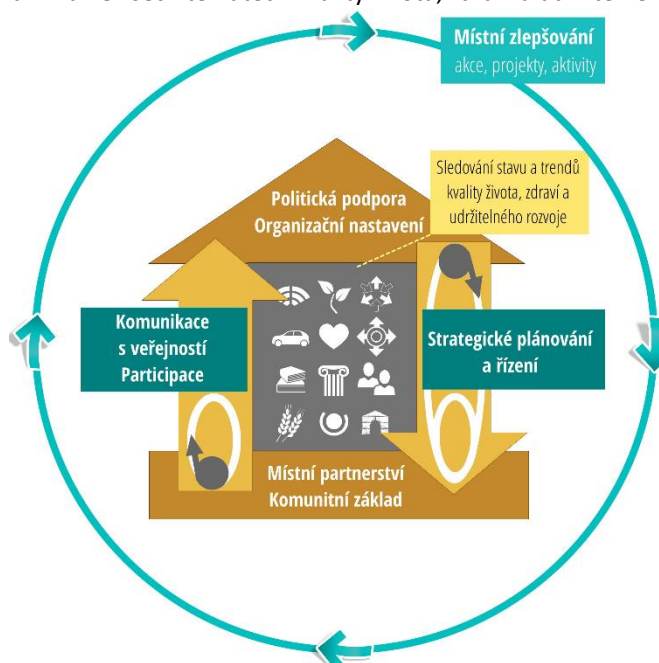 Místní zlepšování
akce, projekty, aktivity
Sledování stavu a trendů
kvality života, zdraví a
udržitelného rozvoje
Politická podpora
Organizační nastavení
Komunikace
s veřejností
Participace
Strategické plánování
a řízení
Místní partnerství
Komunitní základ